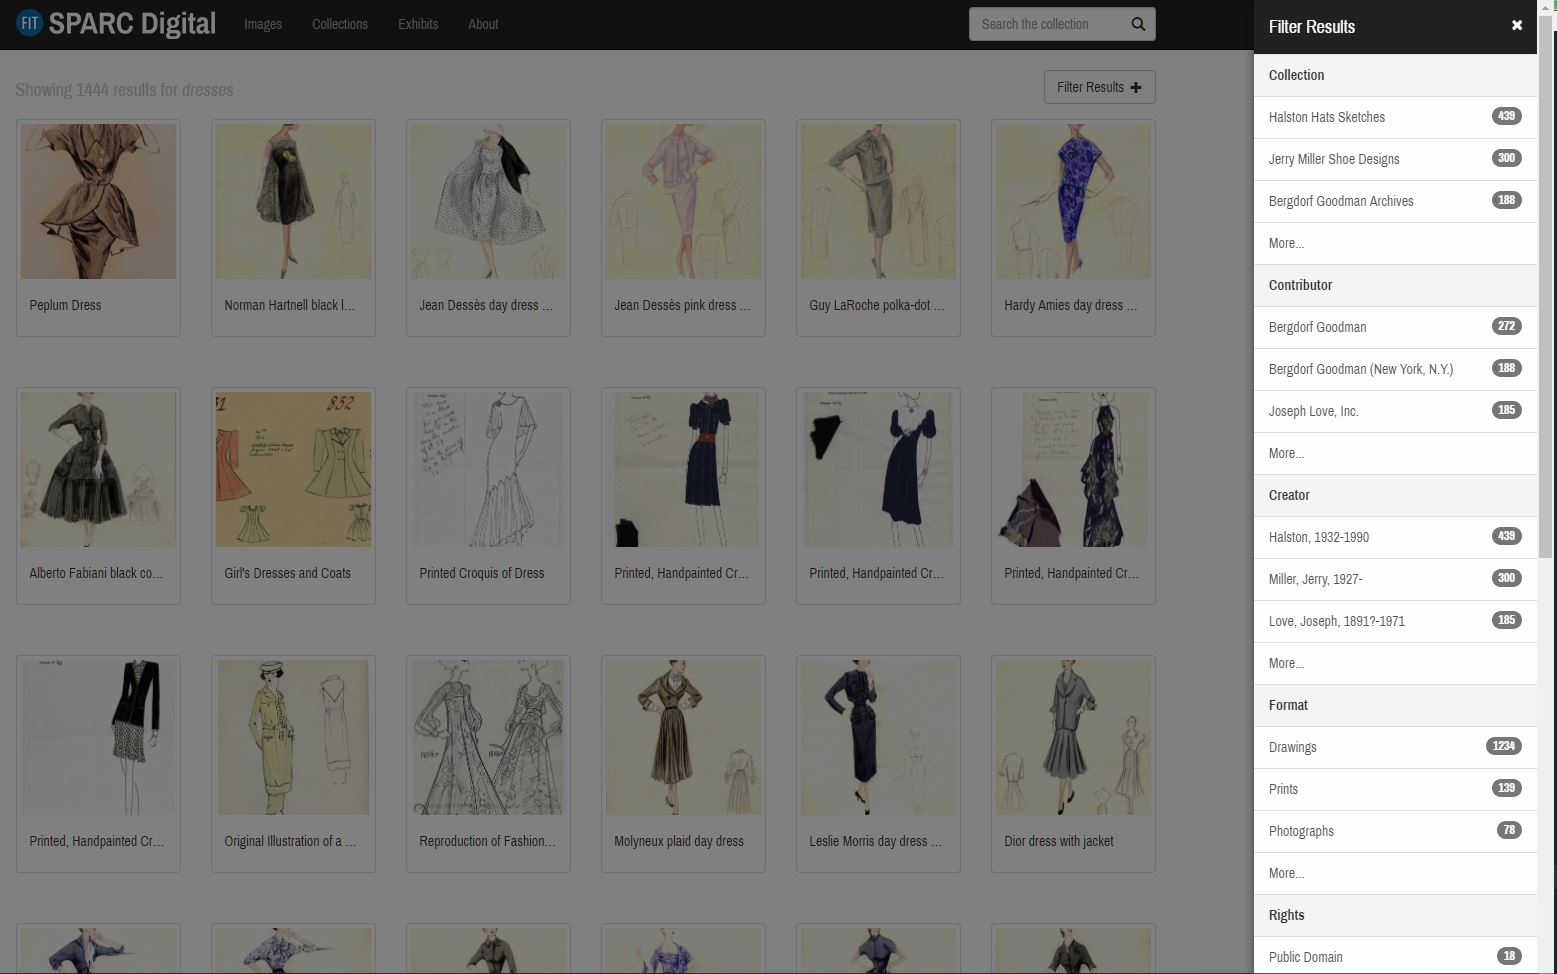 FIT SPARC Digital
Images
Collections
Exhibits
About
Search the collection
Showing 1444 results for dresses
Filter Results
Peplum Dress
Norman Hartnell black l...
Jean Dessès day dress ...
Jean Dessès pink dress ...
Guy LaRoche polka-dot ...
Hardy Amies day dress ...
832
Alberto Fabiani black co...
Girl's Dresses and Coats
Printed Croquis of Dress
Printed, Handpainted Cr...
Printed, Handpainted Cr...
Printed, Handpainted Cr...
Printed, Handpainted Cr...
Original Illustration of a ...
Reproduction of Fashion...
Molyneux plaid day dress
Leslie Morris day dress ...
Dior dress with jacket
Filter Results
Collection
Halston Hats Sketches 439
Jerry Miller Shoe Designs 300
Bergdorf Goodman Archives 188
More...
Contributor
Bergdorf Goodman 272
Bergdorf Goodman (New York, N.Y.) 188
Joseph Love, Inc. 185
More...
Creator
Halston, 1932-1990 439
Miller, Jerry, 1927- 300
Love, Joseph, 1891?-1971 185
More...
Format
Drawings 1234
Prints 139
Photographs 78
More...
Rights
Public Domain 18